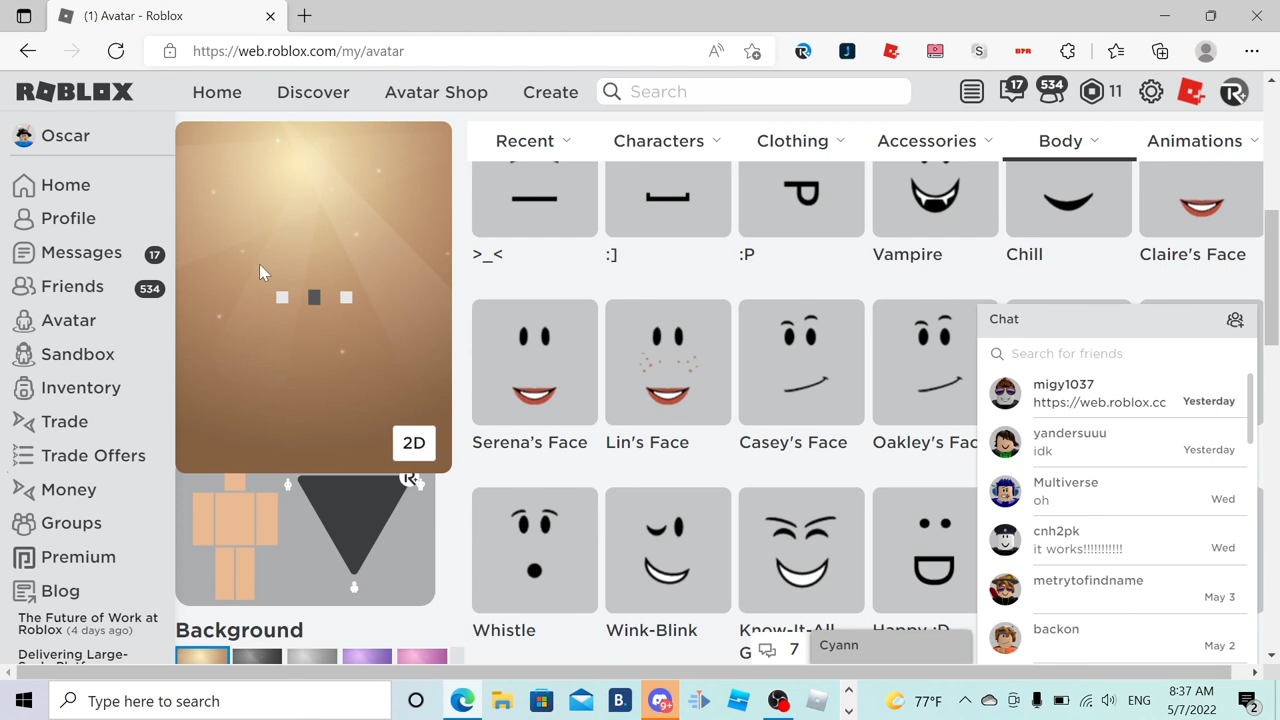 (1) Avatar - Roblox
https://web.roblox.com/my/avatar
BPR
ROBLOX
Home
Discover
Avatar Shop
Create
Search
17
534
11
Oscar
Home
Profile
Messages 17
Friends 534
Avatar
Sandbox
Inventory
Trade
Trade Offers
Money
Groups
Premium
Blog
The Future of Work at
Roblox (4 days ago)
Delivering Large-
2D
Background
Recent
Characters
Clothing
Accessories
Body
Animations
>_<
:]
:P
Vampire
Chill
Claire's Face
Serena's Face
Lin's Face
Casey's Face
Oakley's Fac
Whistle
Wink-Blink
Know-It-All
G
Happy :D
Chat
Search for friends
migy1037
https://web.roblox.cc Yesterday
yandersuuu
idk Yesterday
Multiverse
oh Wed
cnh2pk
it works!!!!!!!!!!! Wed
metrytofindname
May 3
backon
May 2
7
Cyann
Type here to search
B.
9+
77°F
ENG
8:37 AM
5/7/2022
2